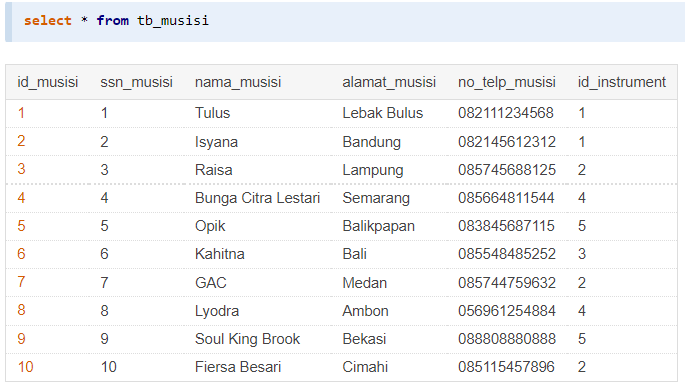 select * from tb_musisi
id_musisi ssn_musisi nama_musisi alamat_musisi no_telp_musisi id_instrument
1 1 Tulus Lebak Bulus 082111234568 1
2 2 Isyana Bandung 082145612312 1
3 3 Raisa Lampung 085745688125 2
4 4 Bunga Citra Lestari Semarang 085664811544 4
5 5 Opik Balikpapan 083845687115 5
6 6 Kahitna Bali 085548485252 3
7 7 GAC Medan 085744759632 2
8 8 Lyodra Ambon 056961254884 4
9 9 Soul King Brook Bekasi 088808880888 5
10 10 Fiersa Besari Cimahi 085115457896 2